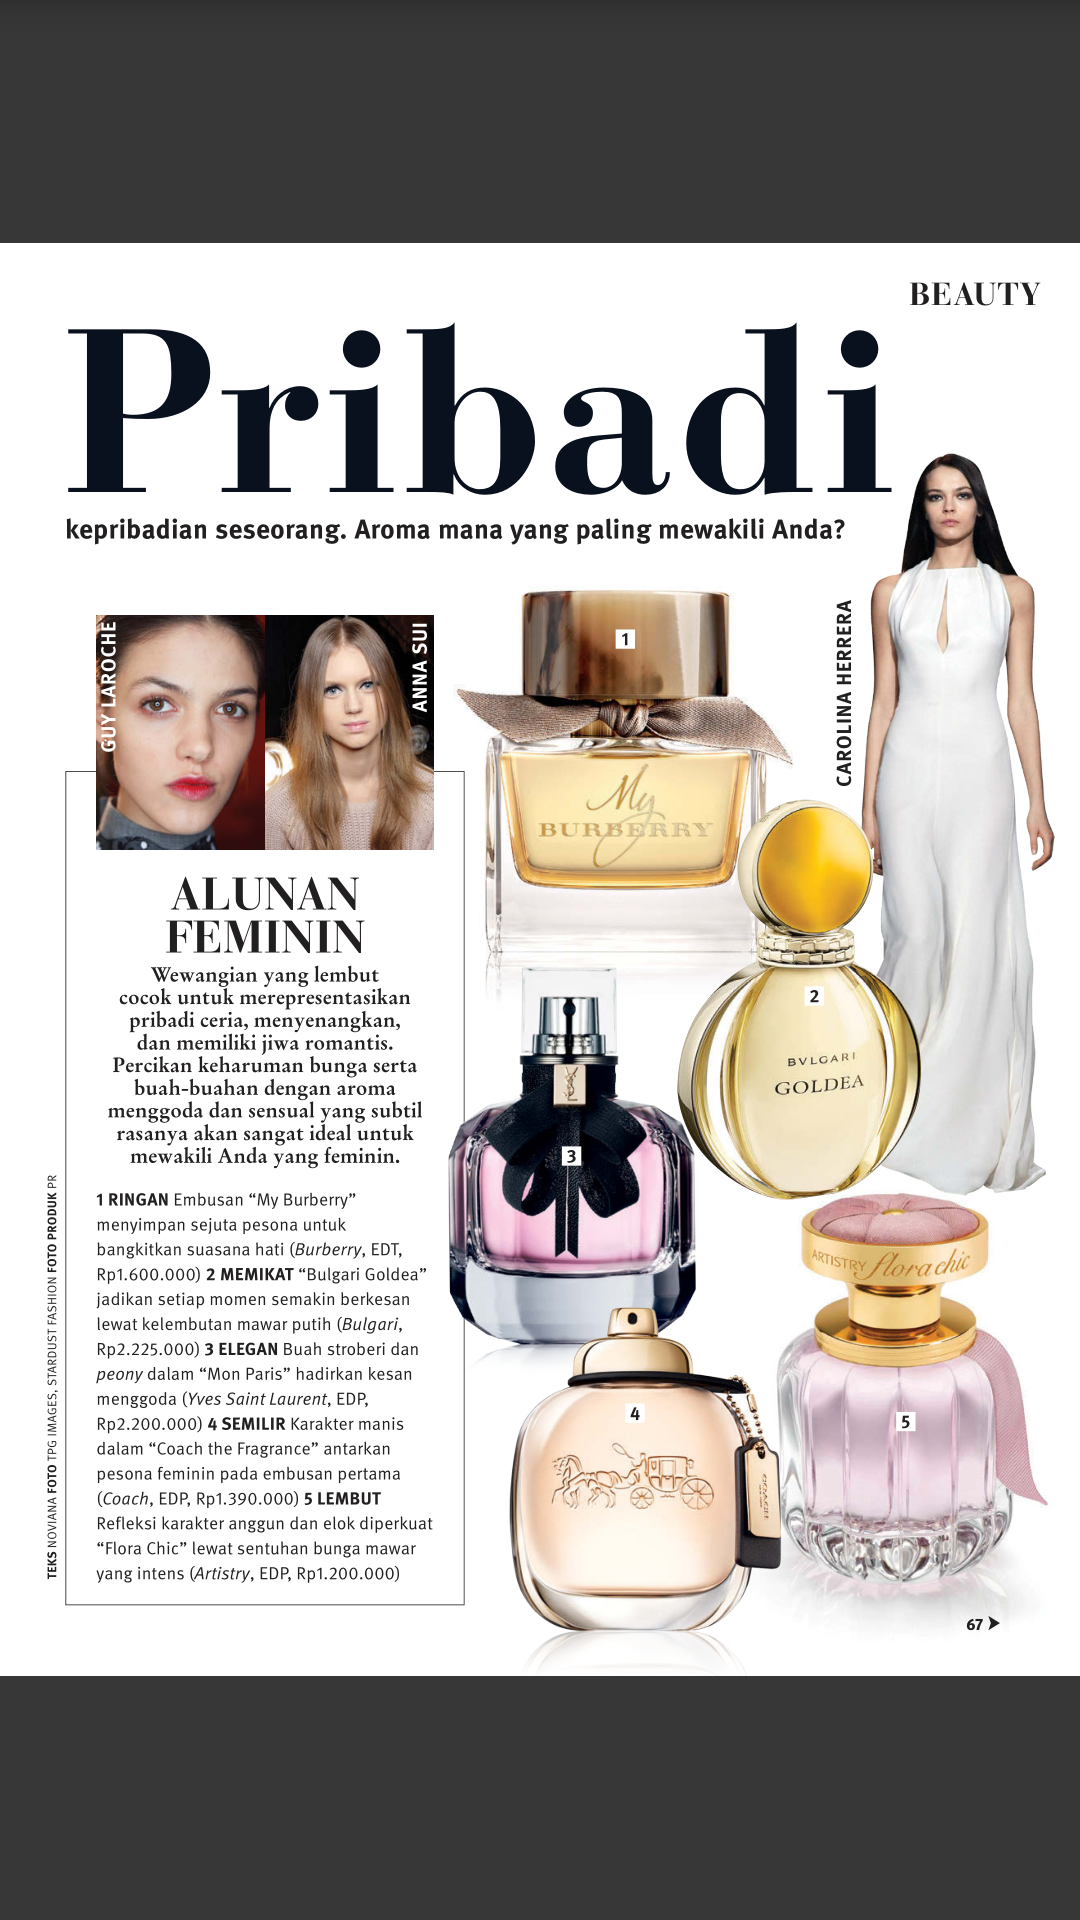 BEAUTY
Pribadi
kepribadian seseorang. Aroma mana yang paling mewakili Anda?
GUY LAROCHE
ANNA SUI
CAROLINA HERRERA
1
My
BURBERRY
2
BVLGARI
GOLDEA
YSL
3
4
COACH
ARTISTRY flora chic
5
ALUNAN
FEMININ
Wewangian yang lembut
cocok untuk merepresentasikan
pribadi ceria, menyenangkan,
dan memiliki jiwa romantis.
Percikan keharuman bunga serta
buah-buahan dengan aroma
menggoda dan sensual yang subtil
rasanya akan sangat ideal untuk
mewakili Anda yang feminin.
1 RINGAN Embusan “My Burberry”
menyimpan sejuta pesona untuk
bangkitkan suasana hati (Burberry, EDT,
Rp1.600.000) 2 MEMIKAT “Bulgari Goldea”
jadikan setiap momen semakin berkesan
lewat kelembutan mawar putih (Bulgari,
Rp2.225.000) 3 ELEGAN Buah stroberi dan
peony dalam “Mon Paris” hadirkan kesan
menggoda (Yves Saint Laurent, EDP,
Rp2.200.000) 4 SEMILIR Karakter manis
dalam “Coach the Fragrance” antarkan
pesona feminin pada embusan pertama
(Coach, EDP, Rp1.390.000) 5 LEMBUT
Refleksi karakter anggun dan elok diperkuat
“Flora Chic” lewat sentuhan bunga mawar
yang intens (Artistry, EDP, Rp1.200.000)
TEKS NOVIANA FOTO TPG IMAGES, STARDUST FASHION FOTO PRODUK PR
67